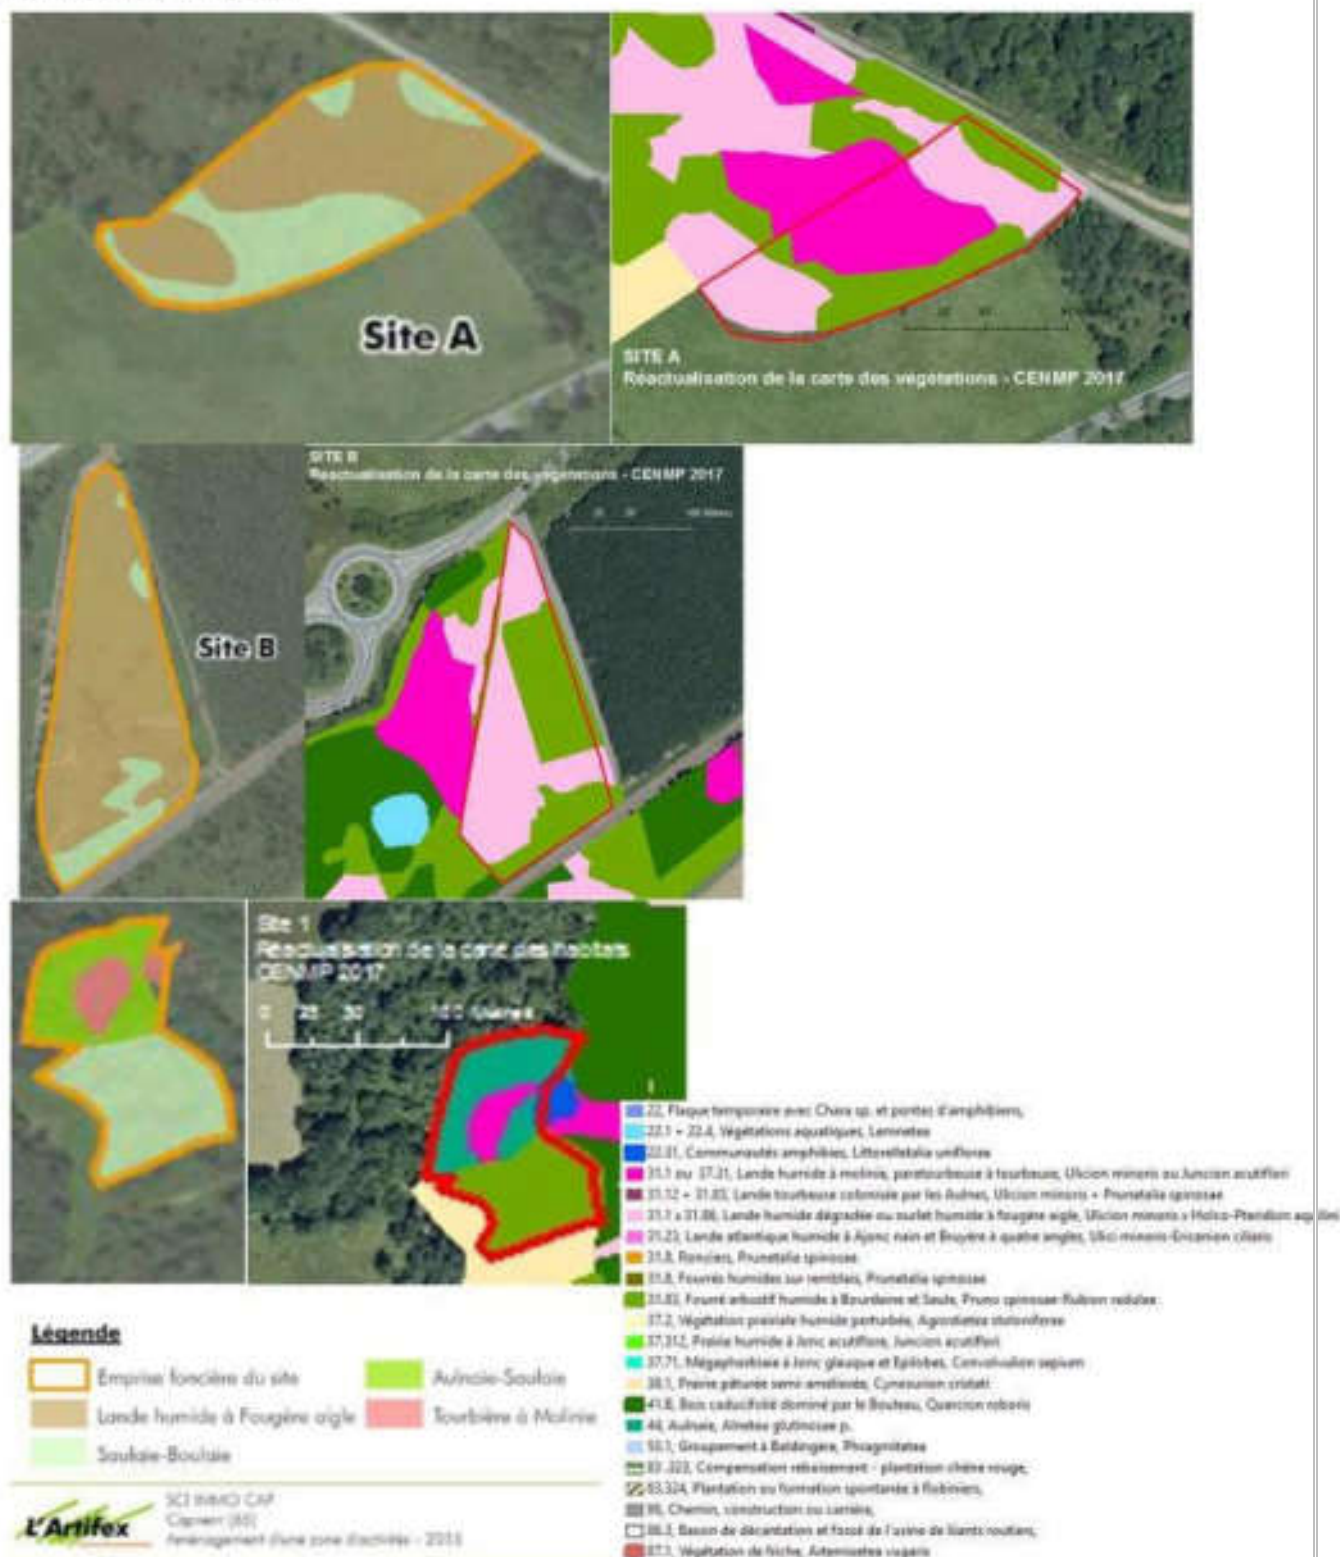 Site A
SITE A
Réactualisation de la carte des végétations - CENMP 2017
SITE B
Réactualisation de la carte des végétations - CENMP 2017
Site B
Site 1
Réactualisation de la carte des habitats
CENMP 2017
22, Flaque temporaire avec Chara sp. et pontes d'amphibiens,
22.1 + 22.4, Végétations aquatiques, Lemnetea
22.31, Communautés amphibies, Littorelletalia uniflorae
31.1 ou 37.31, Lande humide à molinie, paratourbeuse à tourbeuse, Ulicion minoris ou Juncion acutiflori
31.12 + 31.83, Lande tourbeuse colonisée par les Aulnes, Ulicion minoris + Prunetalia spinosae
31.1 x 31.86, Lande humide dégradée ou ourlet humide à fougère aigle, Ulicion minoris x Holco-Pteridion
31.23, Lande atlantique humide à Ajonc nain et Bruyère à quatre angles, Ulici minoris-Ericenion ciliaris
31.8, Ronciers, Prunetalia spinosae
31.8, Fourrés humides sur remblais, Prunetalia spinosae
31.83, Fourré arbustif humide à Bourdaine et Saule, Pruno spinosae-Rubion radulae
37.2, Végétation prairiale humide perturbée, Agrostietea stoloniferae
37.312, Prairie humide à Jonc acutiflore, Juncion acutiflori
37.71, Mégaphorbiaie à Jonc glauque et Epilobes, Convolvulion sepium
38.1, Prairie pâturée semi-améliorée, Cynosurion cristati
41.B, Bois caducifolié dominé par le Bouleau, Quercion roboris
44, Aulnaie, Alnetea glutinosae p.
53.1, Groupement à Baldingère, Phragmitetea
83.323, Compensation reboisement - plantation chêne rouge,
83.324, Plantation ou formation spontanée à Robiniers,
86, Chemin, construction ou carrière,
86.3, Bassin de décantation et fossé de l'usine de liants routiers,
87.1, Végétation de friche, Artemisietea vulgaris
Légende
Emprise foncière du site
Aulnaie-Saulaie
Lande humide à Fougère aigle
Tourbière à Molinie
Saulaie-Boulaie
L'Artifex
SCI IMMO CAP
Capvern (65)
Aménagement d'une zone d'activités - 2013